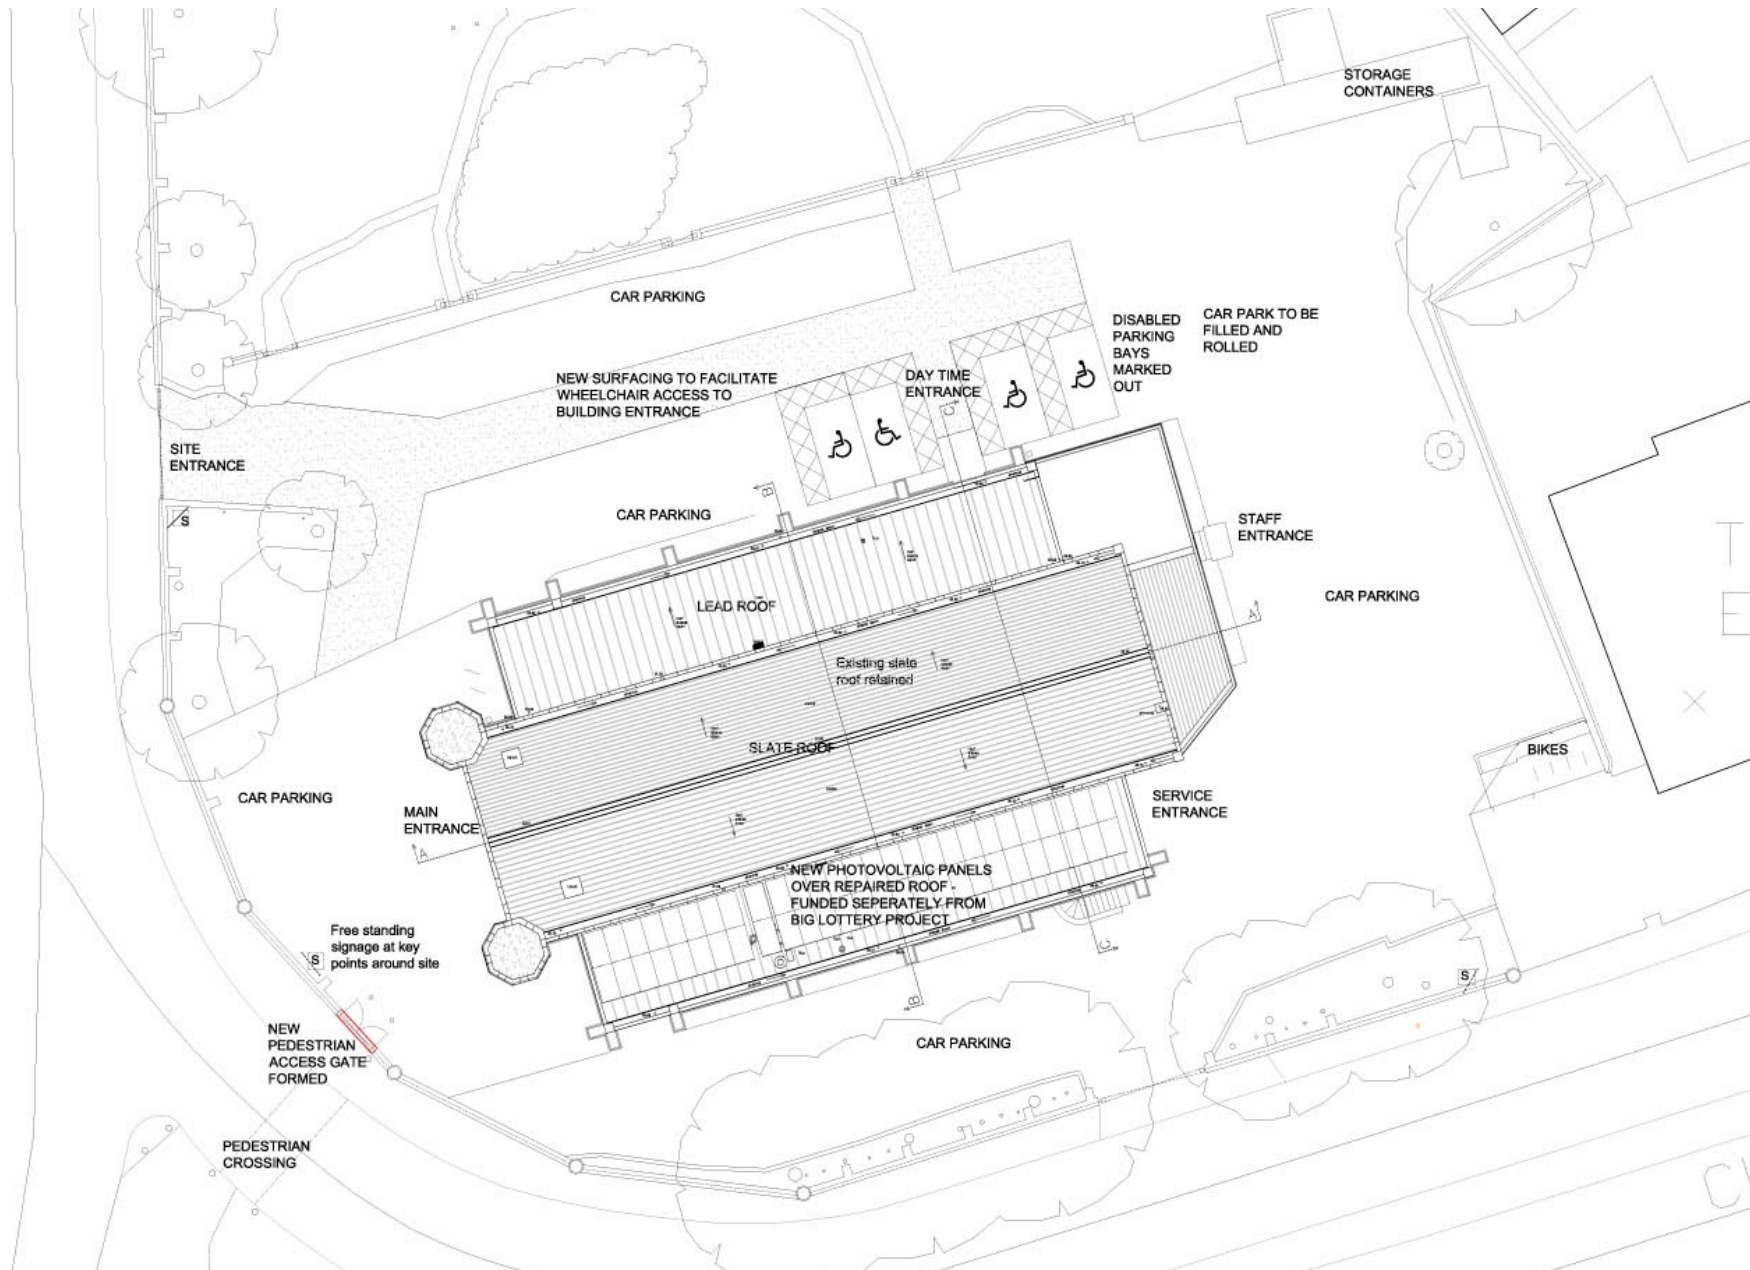 STORAGE
CONTAINERS
CAR PARKING
DISABLED
PARKING
BAYS
MARKED
OUT
CAR PARK TO BE
FILLED AND
ROLLED
NEW SURFACING TO FACILITATE
WHEELCHAIR ACCESS TO
BUILDING ENTRANCE
DAY TIME
ENTRANCE
C
SITE
ENTRANCE
S
B
CAR PARKING
STAFF
ENTRANCE
T
E
LEAD ROOF
CAR PARKING
A
Existing slate
roof retained
SLATE ROOF
BIKES
CAR PARKING
MAIN
ENTRANCE
A
SERVICE
ENTRANCE
NEW PHOTOVOLTAIC PANELS
OVER REPAIRED ROOF -
FUNDED SEPERATELY FROM
BIG LOTTERY PROJECT
Free standing
signage at key
points around site
S
C
S
B
NEW
PEDESTRIAN
ACCESS GATE
FORMED
CAR PARKING
PEDESTRIAN
CROSSING